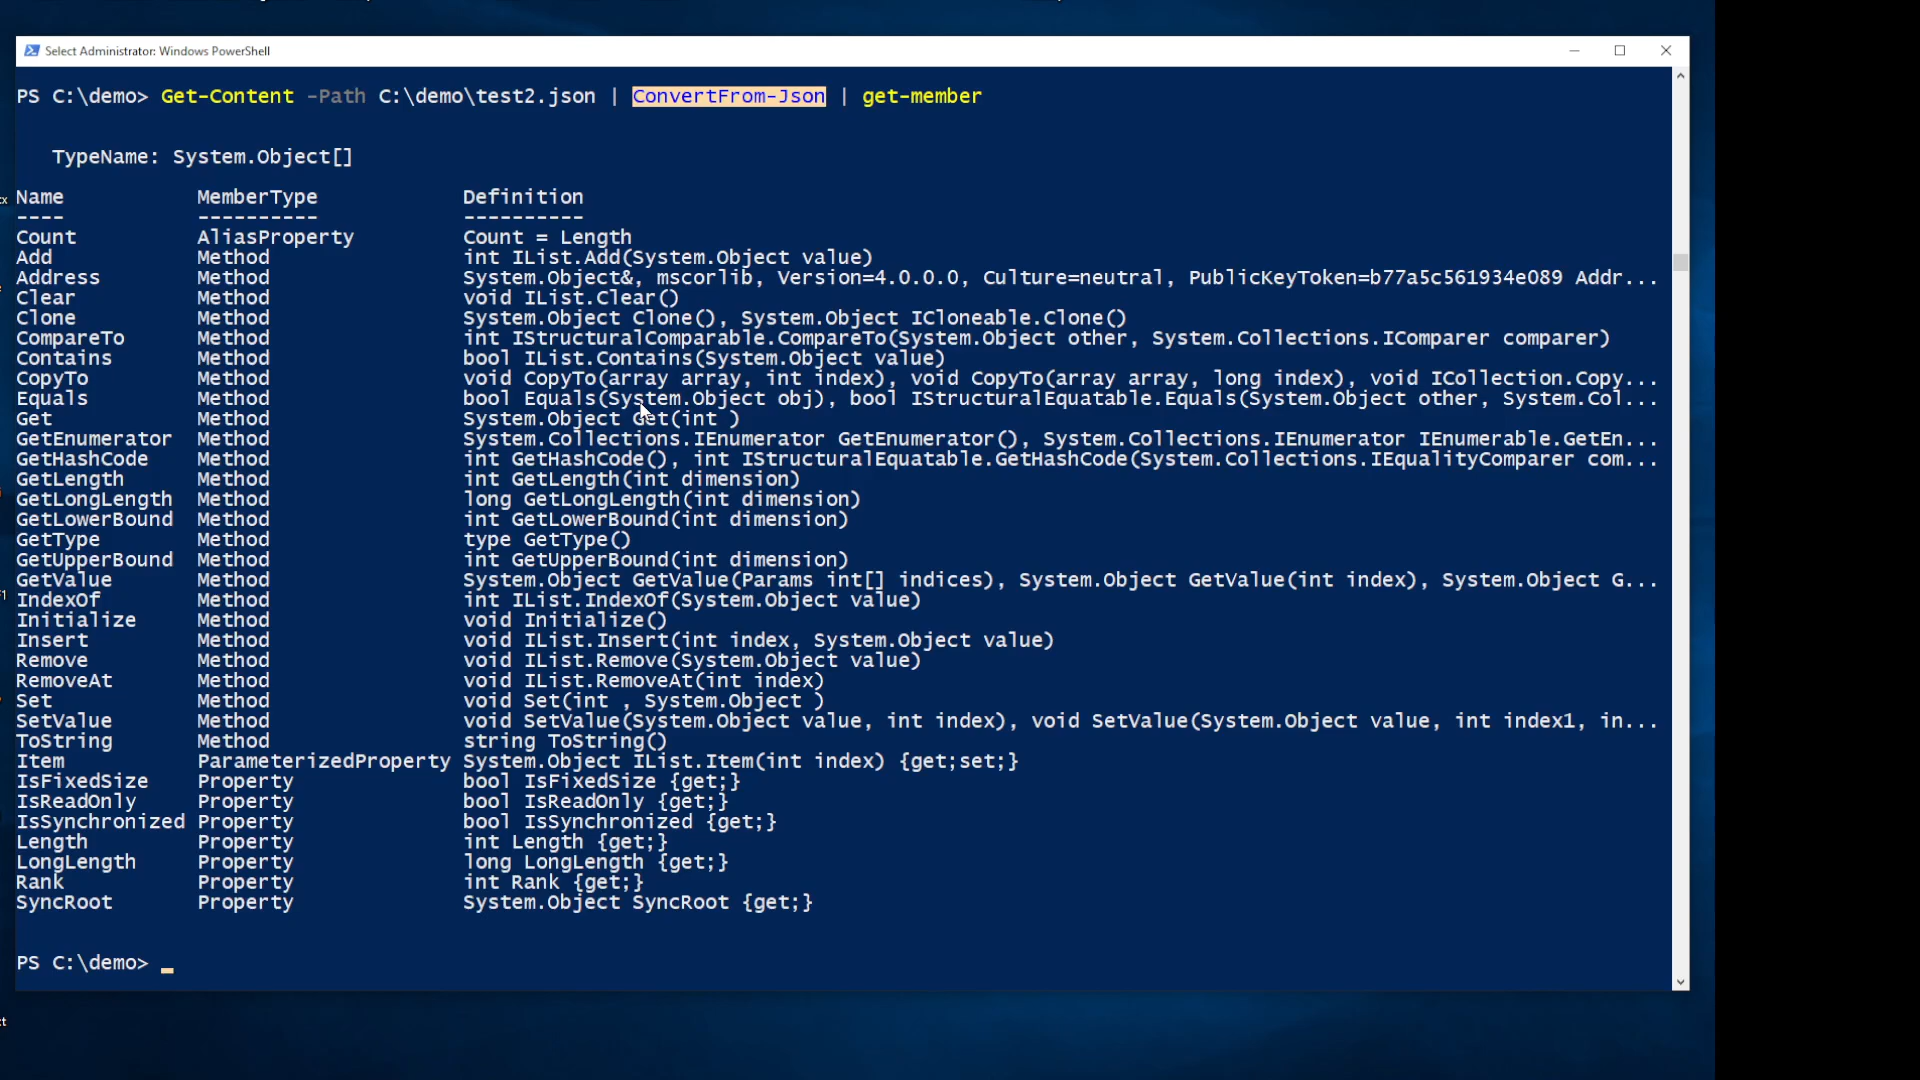 Select Administrator: Windows PowerShell
PS C:\demo> Get-Content -Path C:\demo\test2.json | ConvertFrom-Json | get-member
TypeName: System.Object[]
Name MemberType Definition
---- ---------- ----------
Count AliasProperty Count = Length
Add Method int IList.Add(System.Object value)
Address Method System.Object&, mscorlib, Version=4.0.0.0, Culture=neutral, PublicKeyToken=b77a5c561934e089 Addr...
Clear Method void IList.Clear()
Clone Method System.Object Clone(), System.Object ICloneable.Clone()
CompareTo Method int IStructuralComparable.CompareTo(System.Object other, System.Collections.IComparer comparer)
Contains Method bool IList.Contains(System.Object value)
CopyTo Method void CopyTo(array array, int index), void CopyTo(array array, long index), void ICollection.Copy...
Equals Method bool Equals(System.Object obj), bool IStructuralEquatable.Equals(System.Object other, System.Col...
Get Method System.Object Get(int )
GetEnumerator Method System.Collections.IEnumerator GetEnumerator(), System.Collections.IEnumerator IEnumerable.GetEn...
GetHashCode Method int GetHashCode(), int IStructuralEquatable.GetHashCode(System.Collections.IEqualityComparer com...
GetLength Method int GetLength(int dimension)
GetLongLength Method long GetLongLength(int dimension)
GetLowerBound Method int GetLowerBound(int dimension)
GetType Method type GetType()
GetUpperBound Method int GetUpperBound(int dimension)
GetValue Method System.Object GetValue(Params int[] indices), System.Object GetValue(int index), System.Object G...
IndexOf Method int IList.IndexOf(System.Object value)
Initialize Method void Initialize()
Insert Method void IList.Insert(int index, System.Object value)
Remove Method void IList.Remove(System.Object value)
RemoveAt Method void IList.RemoveAt(int index)
Set Method void Set(int , System.Object )
SetValue Method void SetValue(System.Object value, int index), void SetValue(System.Object value, int index1, in...
ToString Method string ToString()
Item ParameterizedProperty System.Object IList.Item(int index) {get;set;}
IsFixedSize Property bool IsFixedSize {get;}
IsReadOnly Property bool IsReadOnly {get;}
IsSynchronized Property bool IsSynchronized {get;}
Length Property int Length {get;}
LongLength Property long LongLength {get;}
Rank Property int Rank {get;}
SyncRoot Property System.Object SyncRoot {get;}
PS C:\demo>